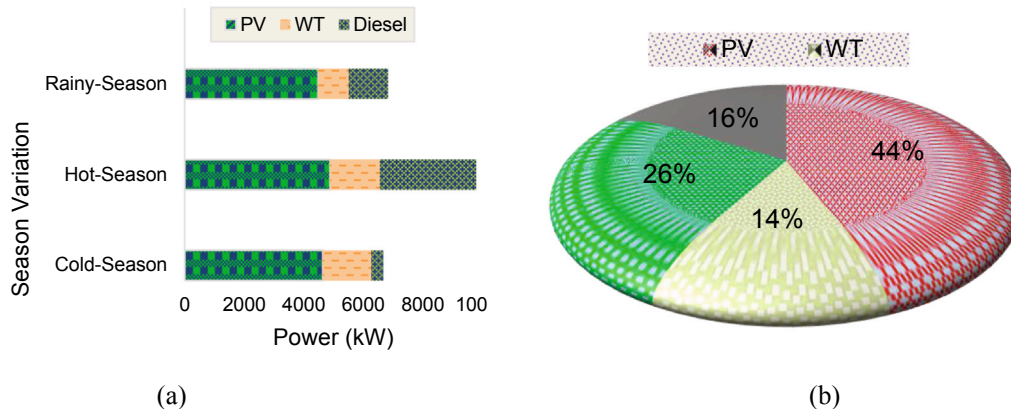 PV WT Diesel
Rainy-Season
Hot-Season
Cold-Season
Season Variation
0 2000 4000 6000 8000 100
Power (kW)
(a)
PV WT
16%
44%
26%
14%
(b)